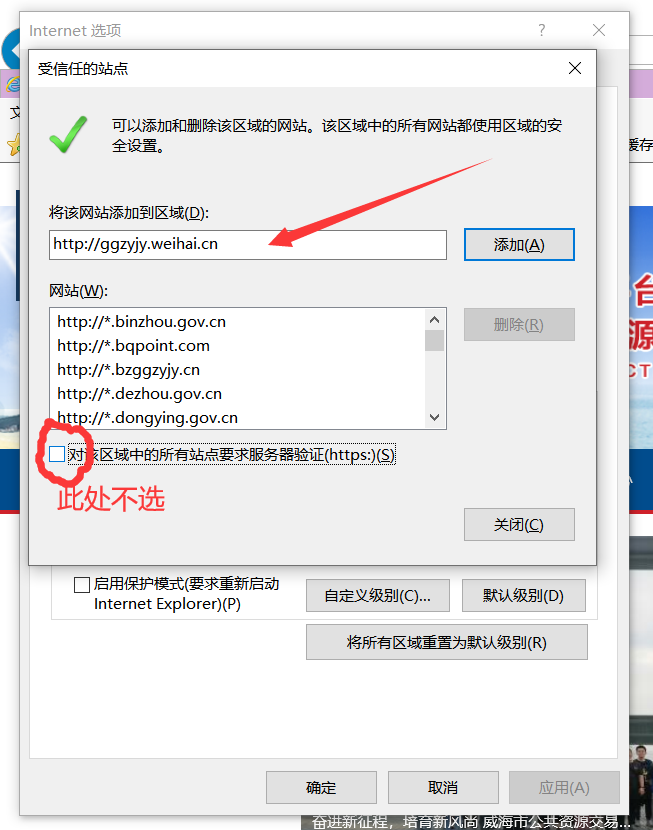 Internet 选项
受信任的站点
可以添加和删除该区域的网站。该区域中的所有网站都使用区域的安
全设置。
将该网站添加到区域(D):
http://ggzyjy.weihai.cn
添加(A)
网站(W):
http://*.binzhou.gov.cn
http://*.bqpoint.com
http://*.bzggzyjy.cn
http://*.dezhou.gov.cn
http://*.dongying.gov.cn
删除(R)
对该区域中的所有站点要求服务器验证(https:)(S)
此处不选
关闭(C)
启用保护模式(要求重新启动
Internet Explorer)(P)
自定义级别(C)...
默认级别(D)
将所有区域重置为默认级别(R)
确定
取消
应用(A)
文
缓存
台
源
CT
奋进新征程，培育新风尚 威海市公共资源交易...